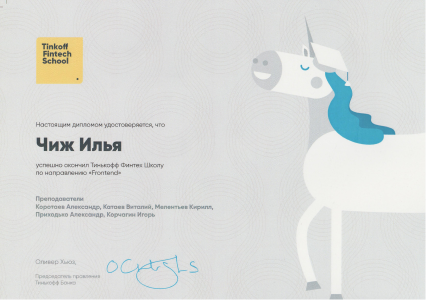 Tinkoff
Fintech
School
Настоящим дипломом удостоверяется, что
Чиж Илья
успешно окончил Тинькофф Финтех Школу
по направлению «Frontend»
Преподаватели
Коротаев Александр, Катаев Виталий, Мелентьев Кирилл,
Приходько Александр, Корчагин Игорь
Оливер Хьюз
Председатель правления
Тинькофф Банка